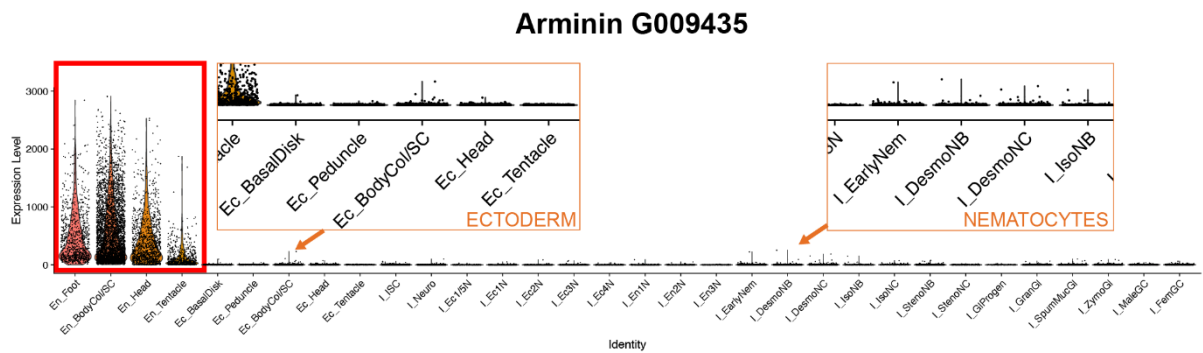 Arminin G009435
3000
2000
1000
0
Expression Level
acle
Ec_BasalDisk
Ec_Peduncle
Ec_BodyCol/SC
Ec_Head
Ec_Tentacle
ECTODERM
I_EarlyNem
I_DesmoNB
I_DesmoNC
I_IsoNB
NEMATOCYTES
En_Foot
En_BodyCol/SC
En_Head
En_Tentacle
Ec_BasalDisk
Ec_Peduncle
Ec_BodyCol/SC
Ec_Head
Ec_Tentacle
I_ISC
I_Neuro
I_Ec1/5N
I_Ec1N
I_Ec2N
I_Ec3N
I_Ec4N
I_En1N
I_En2N
I_En3N
I_EarlyNem
I_DesmoNB
I_DesmoNC
I_IsoNB
I_IsoNC
I_StenoNB
I_StenoNC
I_GlProgen
I_GranGl
I_SpumMucGl
I_ZymoGl
I_MaleGC
I_FemGC
Identity